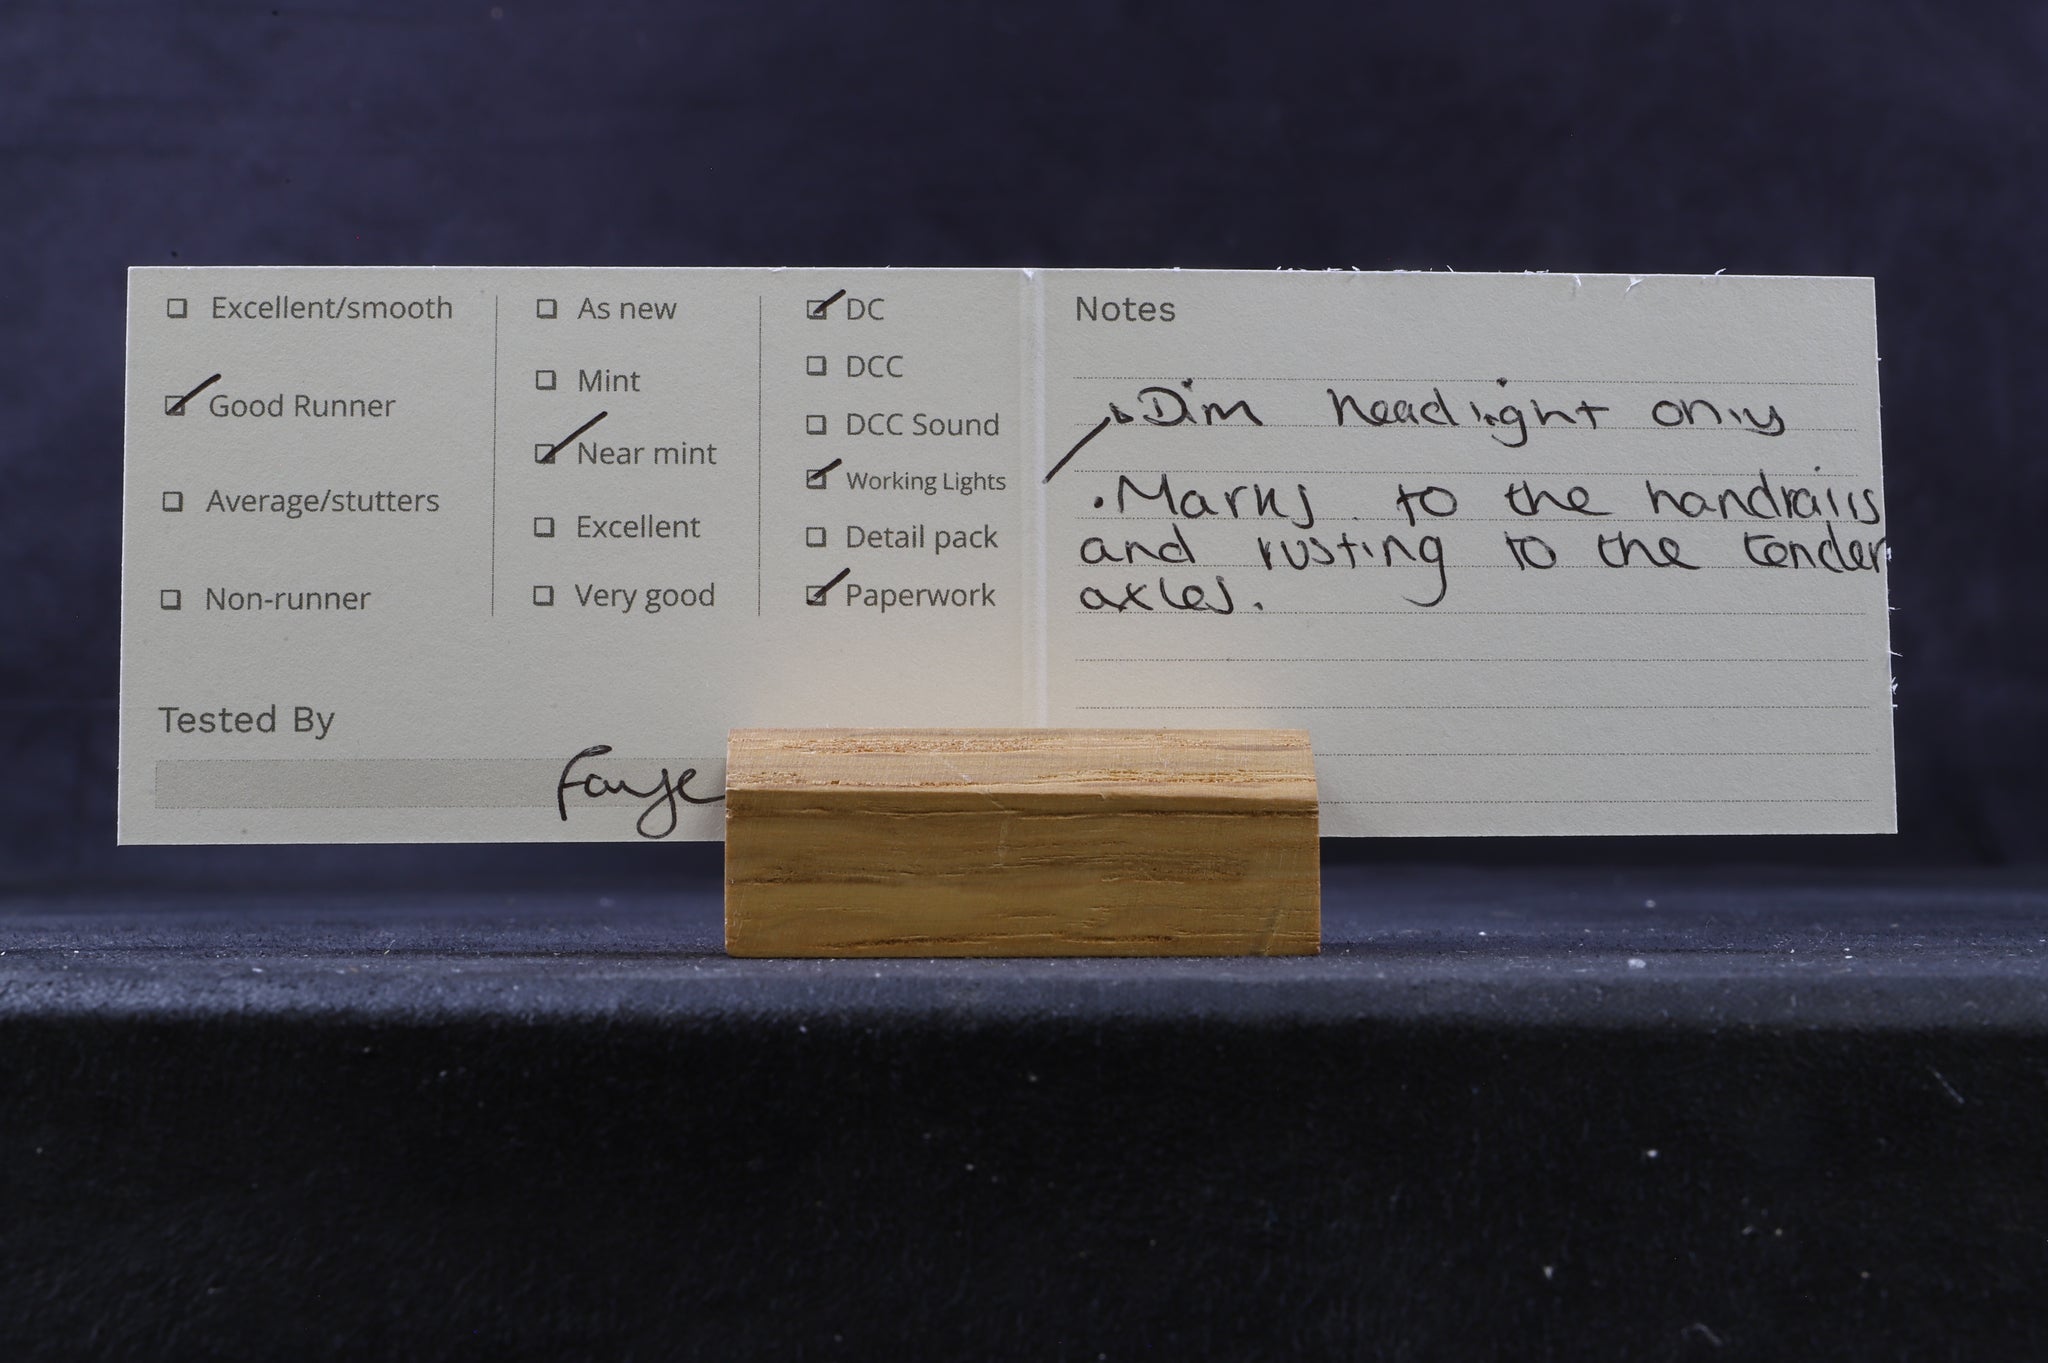 Excellent/smooth
Good Runner
Average/stutters
Non-runner
As new
Mint
Near mint
Excellent
Very good
DC
DCC
DCC Sound
Working Lights
Detail pack
Paperwork
Tested By
Faye
Notes
Dim headlight only
• Marks to the handrails
and rusting to the tender
axles.